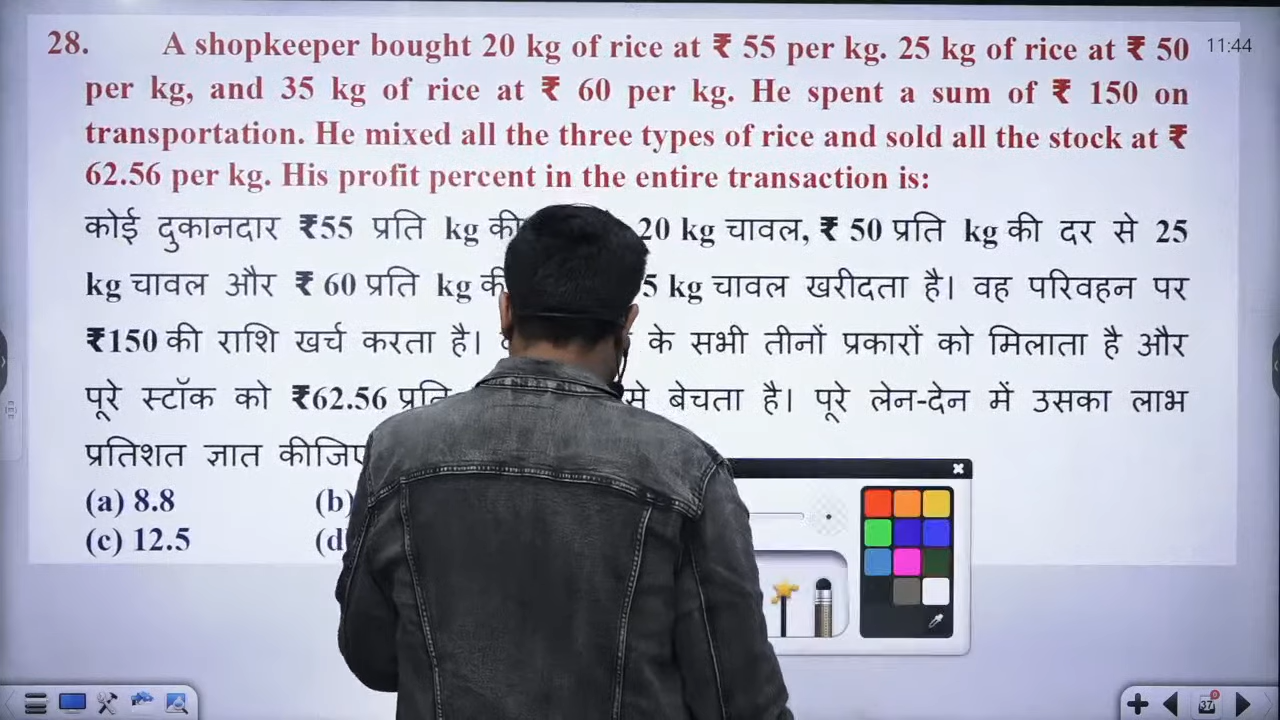 28. A shopkeeper bought 20 kg of rice at ₹ 55 per kg. 25 kg of rice at ₹ 50
11:44
per kg, and 35 kg of rice at ₹ 60 per kg. He spent a sum of ₹ 150 on
transportation. He mixed all the three types of rice and sold all the stock at ₹
62.56 per kg. His profit percent in the entire transaction is:
कोई दुकानदार ₹55 प्रति kg की 20 kg चावल, ₹ 50 प्रति kg की दर से 25
kg चावल और ₹ 60 प्रति kg की 5 kg चावल खरीदता है। वह परिवहन पर
₹150 की राशि खर्च करता है। के सभी तीनों प्रकारों को मिलाता है और
पूरे स्टॉक को ₹62.56 प्रति से बेचता है। पूरे लेन-देन में उसका लाभ
प्रतिशत ज्ञात कीजिए
(a) 8.8 (b)
(c) 12.5 (d)
37